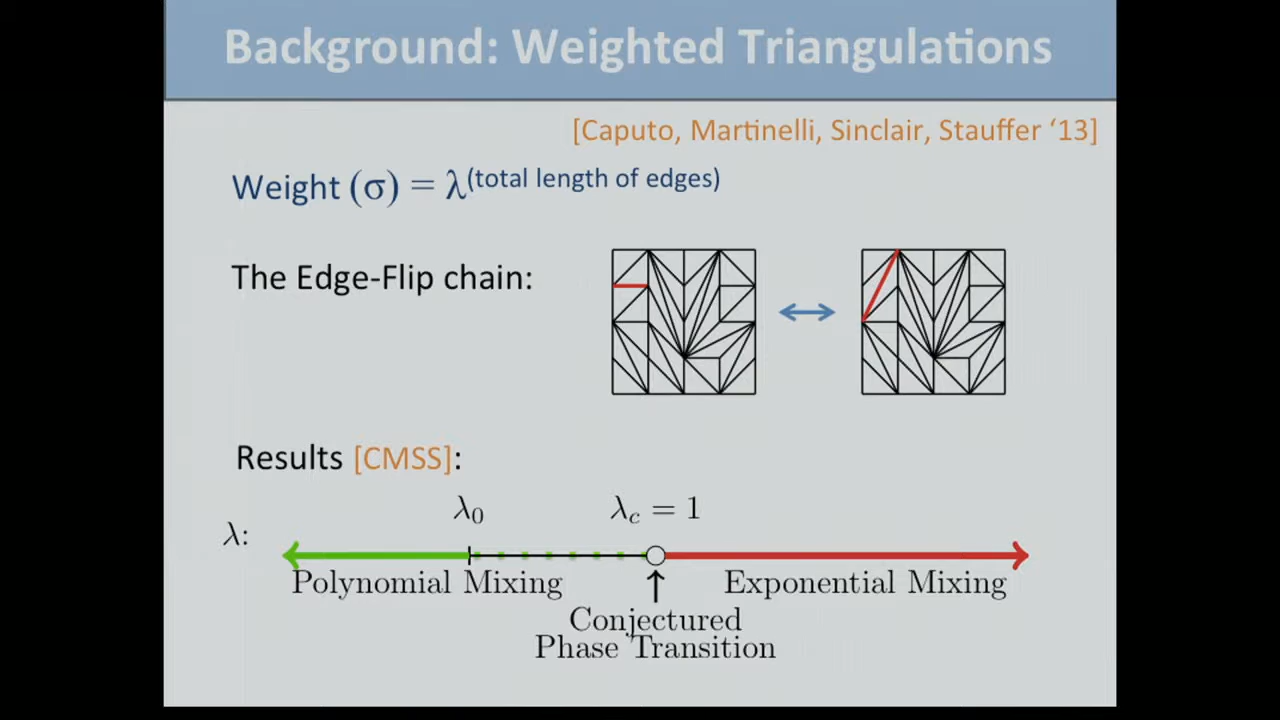 Background: Weighted Triangulations
[Caputo, Martinelli, Sinclair, Stauffer ‘13]
Weight (σ) = λ(total length of edges)
The Edge-Flip chain:
Results [CMSS]:
λ₀ λc = 1
λ:
Polynomial Mixing Exponential Mixing
Conjectured
Phase Transition